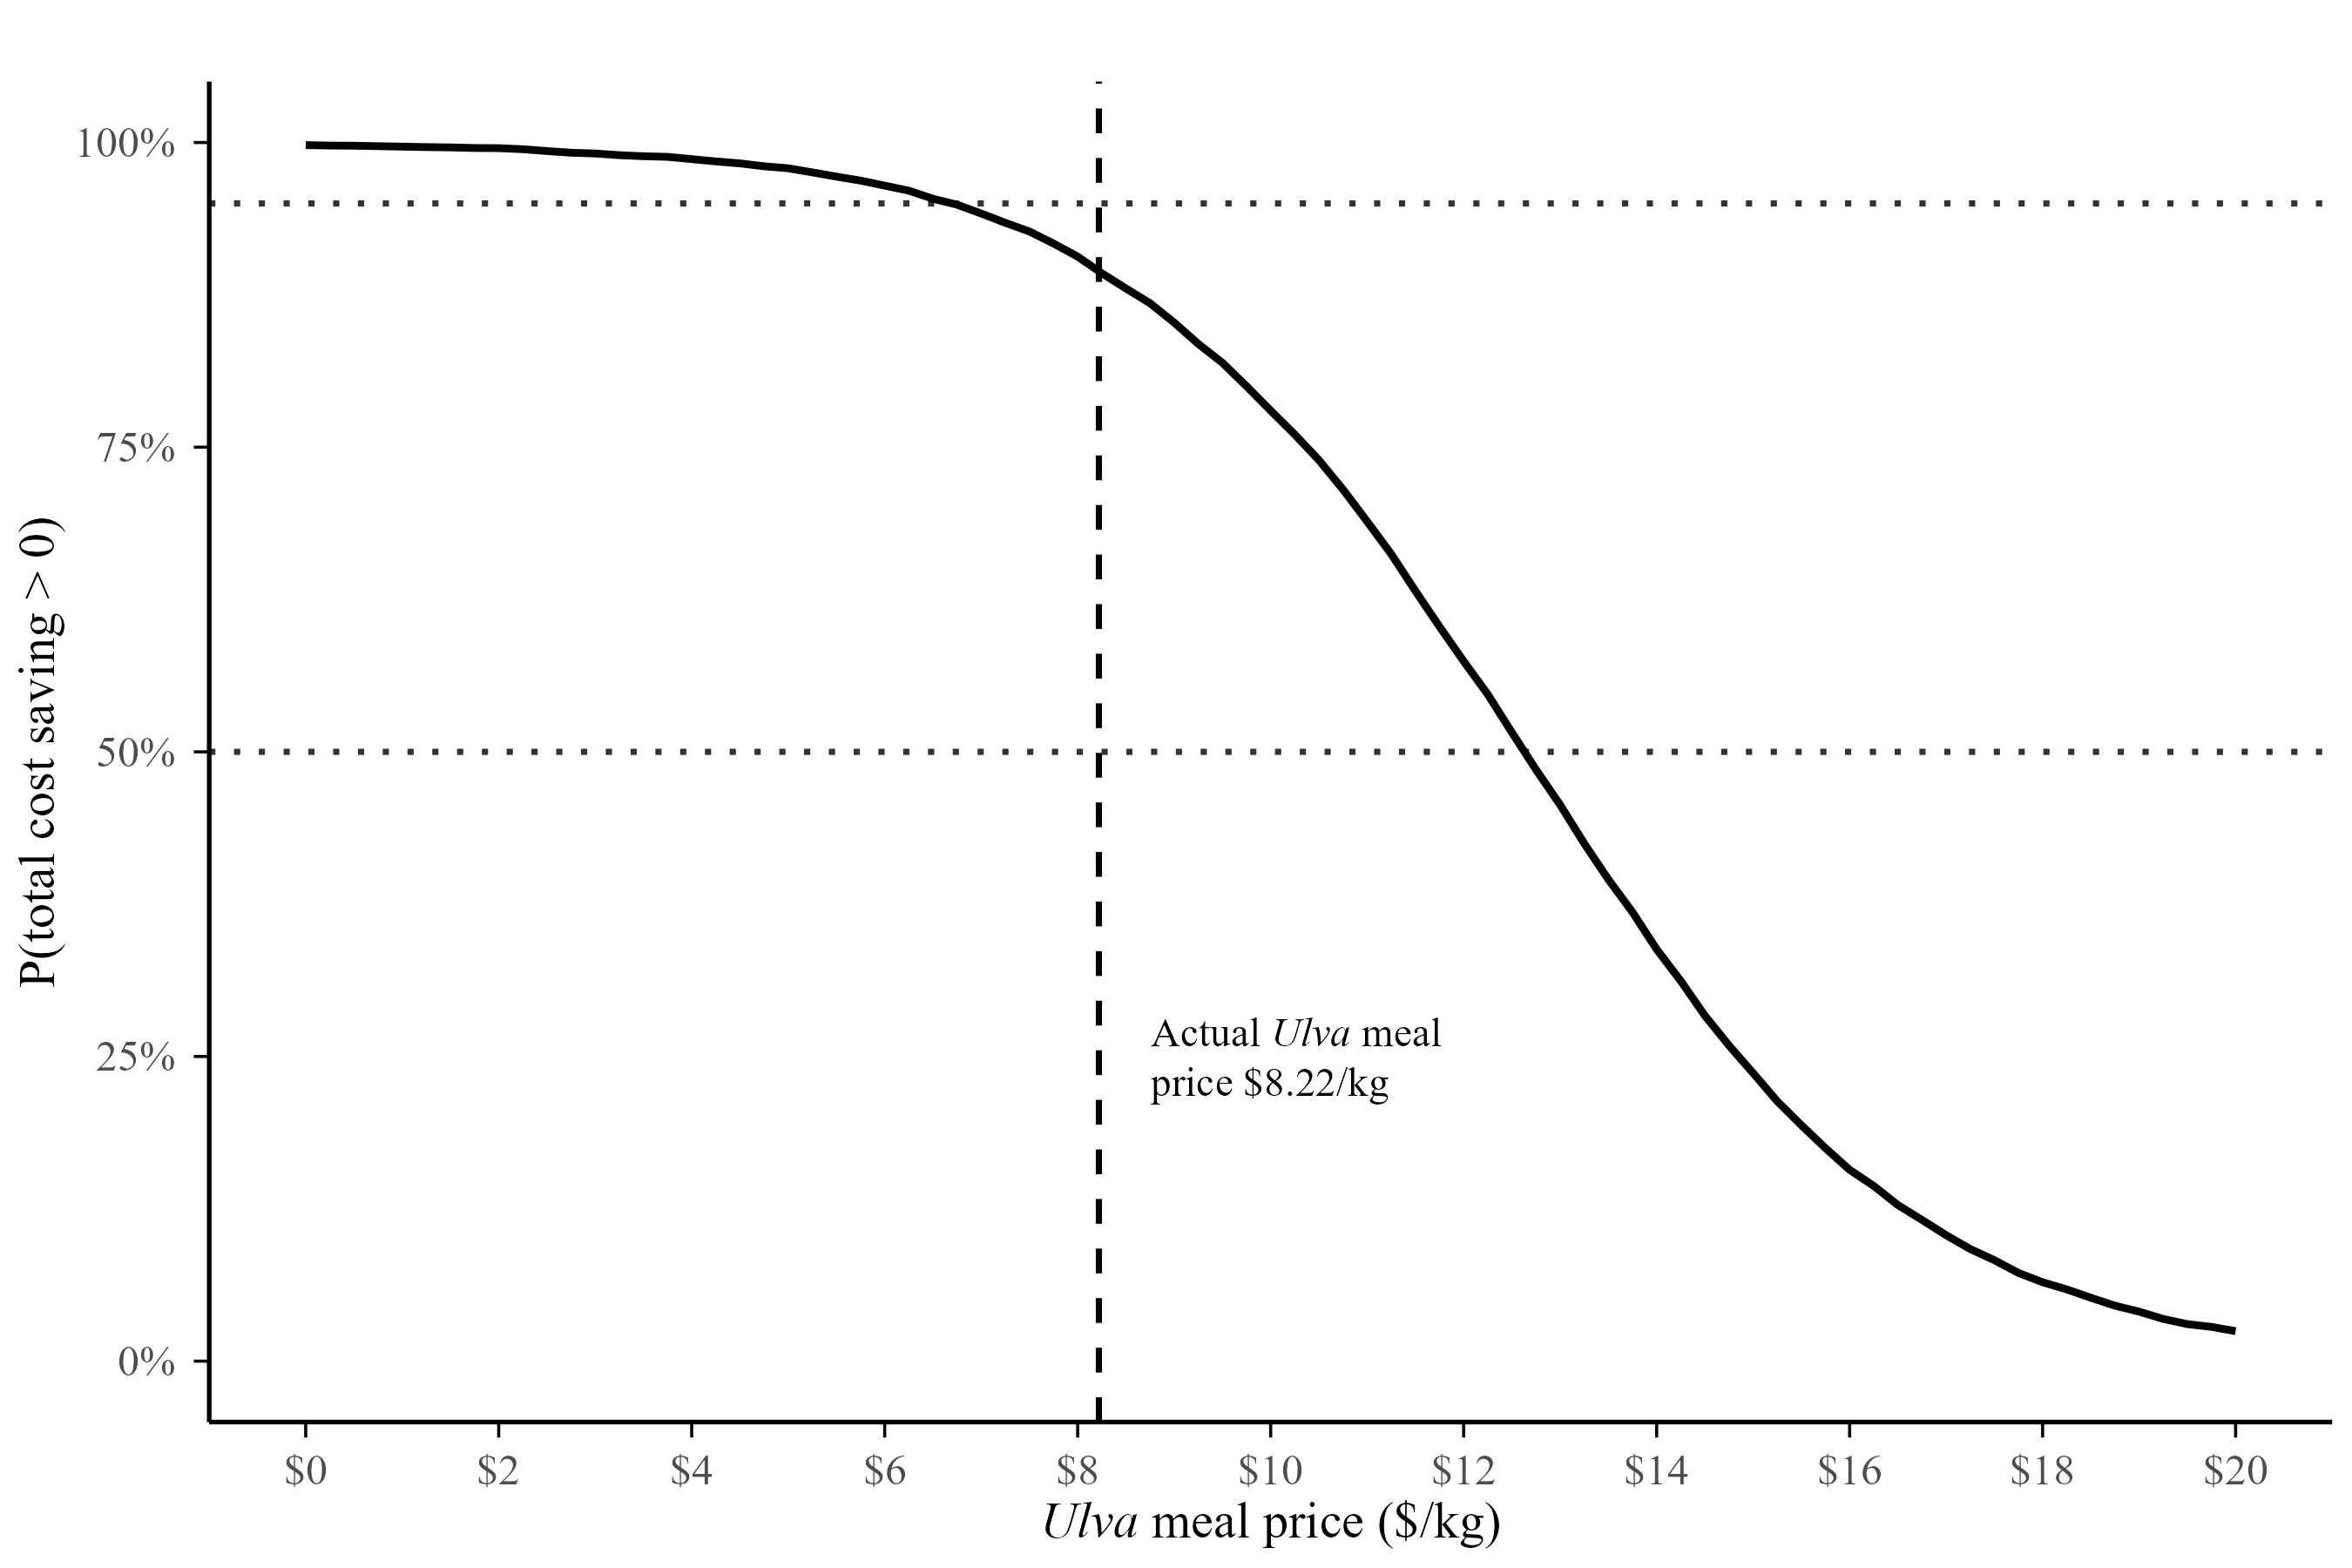 100%
75%
50%
25%
0%
P(total cost saving > 0)
Actual Ulva meal
price $8.22/kg
$0 $2 $4 $6 $8 $10 $12 $14 $16 $18 $20
Ulva meal price ($/kg)